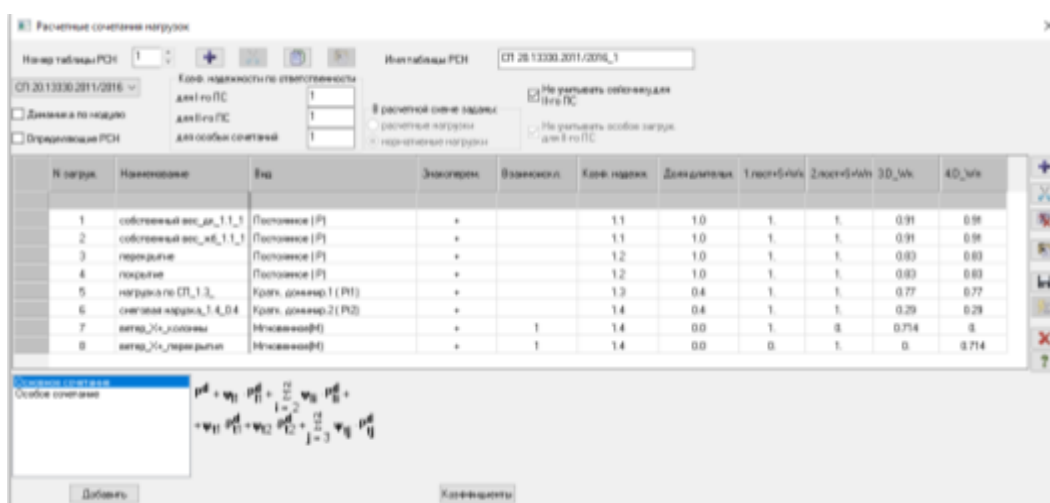 Расчетные сочетания нагрузок
Номер таблицы РСН 1 Имя таблицы РСН СП 20.13330.2011/2016_1
СП 20.13330.2011/2016 Коэф. надежности по ответственности
для I-го ПС 1
для II-го ПС 1
для особых сочетаний 1
Динамика по модулю
Определяющие РСН
В расчетной схеме заданы:
расчетные нагрузки
нормативные нагрузки
Не учитывать сейсмику для II-го ПС
Не учитывать особое загруж. для II-го ПС
N загруж. Наименование Вид Знакоперем. Взаимоискл. Коэф. надежн. Доля длительн. 3.D_Wк 4.D_Wп
1 собственный вес_дк_1.1_1 Постоянное ( P) + 1.1 1.0 1. 1. 0.91 0.91
2 собственный вес_жб_1.1_1 Постоянное ( P) + 1.1 1.0 1. 1. 0.91 0.91
3 перекрытие Постоянное ( P) + 1.2 1.0 1. 1. 0.83 0.83
4 покрытие Постоянное ( P) + 1.2 1.0 1. 1. 0.83 0.83
5 нагрузка по СП_1.3_ Кратк. доминир.1 ( Pt1) + 1.3 0.4 1. 1. 0.77 0.77
6 снеговая нагрузка_1.4_0.4 Кратк. доминир.2 ( Pt2) + 1.4 0.4 1. 1. 0.29 0.29
7 ветер_X+_колонны Мгновенное(М) + 1 1.4 0.0 1. 0. 0.714 0.
8 ветер_X+_перекрытия Мгновенное(М) + 1 1.4 0.0 0. 1. 0. 0.714
Основное сочетание
Особое сочетание
Добавить Коэффициенты